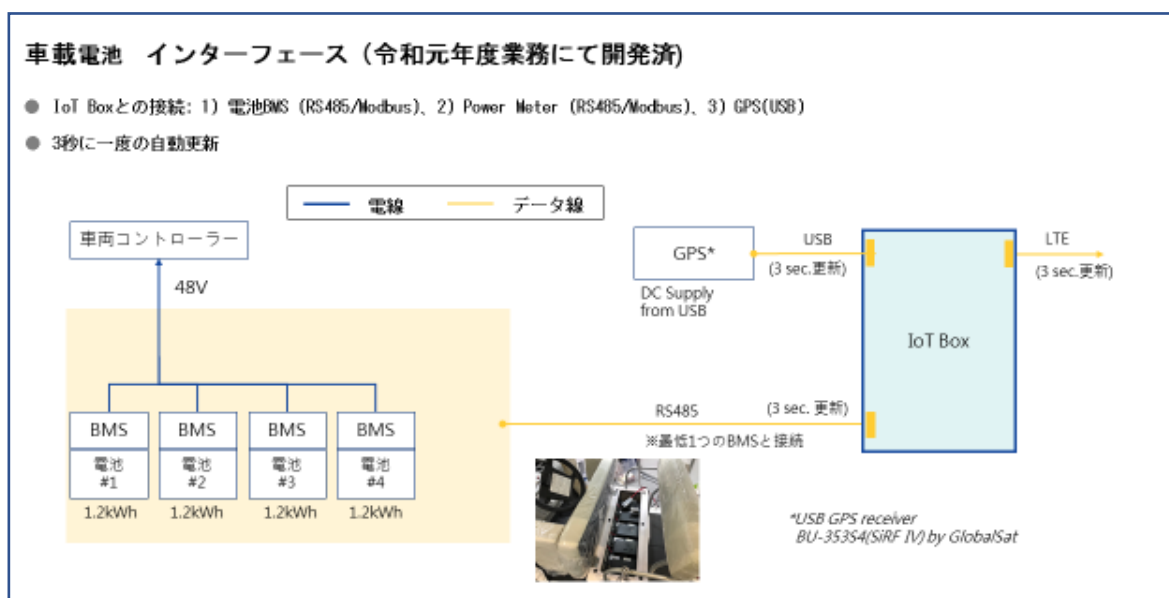 車載電池　インターフェース（令和元年度業務にて開発済)
● IoT Boxとの接続: 1) 電池BMS (RS485/Modbus)、2) Power Meter (RS485/Modbus)、3) GPS(USB)
● 3秒に一度の自動更新
電線　データ線
車両コントローラー
48V
GPS*
DC Supply
from USB
USB
(3 sec.更新)
LTE
(3 sec.更新)
IoT Box
RS485
(3 sec. 更新)
※最低1つのBMSと接続
BMS BMS BMS BMS
電池 電池 電池 電池
#1 #2 #3 #4
1.2kWh 1.2kWh 1.2kWh 1.2kWh
*USB GPS receiver
BU-353S4(SiRF IV) by GlobalSat